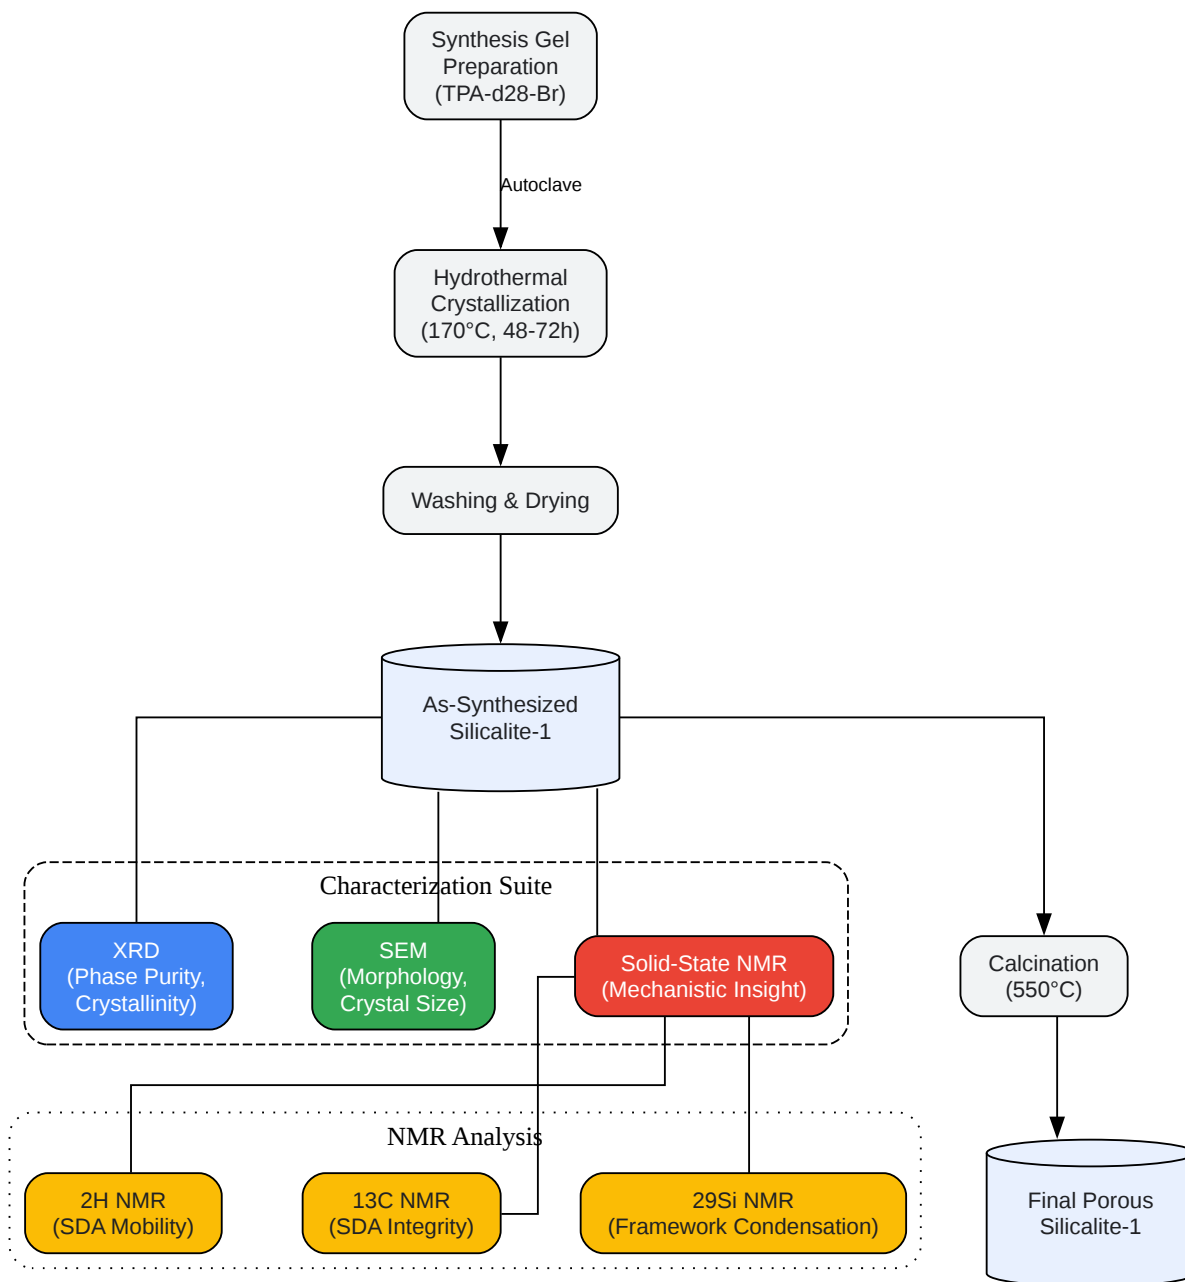 Synthesis Gel
Preparation
(TPA-d28-Br)
Autoclave
Hydrothermal
Crystallization
(170°C, 48-72h)
Washing & Drying
As-Synthesized
Silicalite-1
Characterization Suite
XRD
(Phase Purity,
Crystallinity)
SEM
(Morphology,
Crystal Size)
Solid-State NMR
(Mechanistic Insight)
Calcination
(550°C)
NMR Analysis
2H NMR
(SDA Mobility)
13C NMR
(SDA Integrity)
29Si NMR
(Framework Condensation)
Final Porous
Silicalite-1